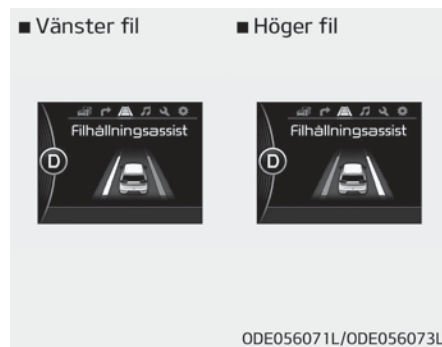 ■ Vänster fil
■ Höger fil
Filhållningsassist
D
Filhållningsassist
D
ODE056071L/ODE056073L